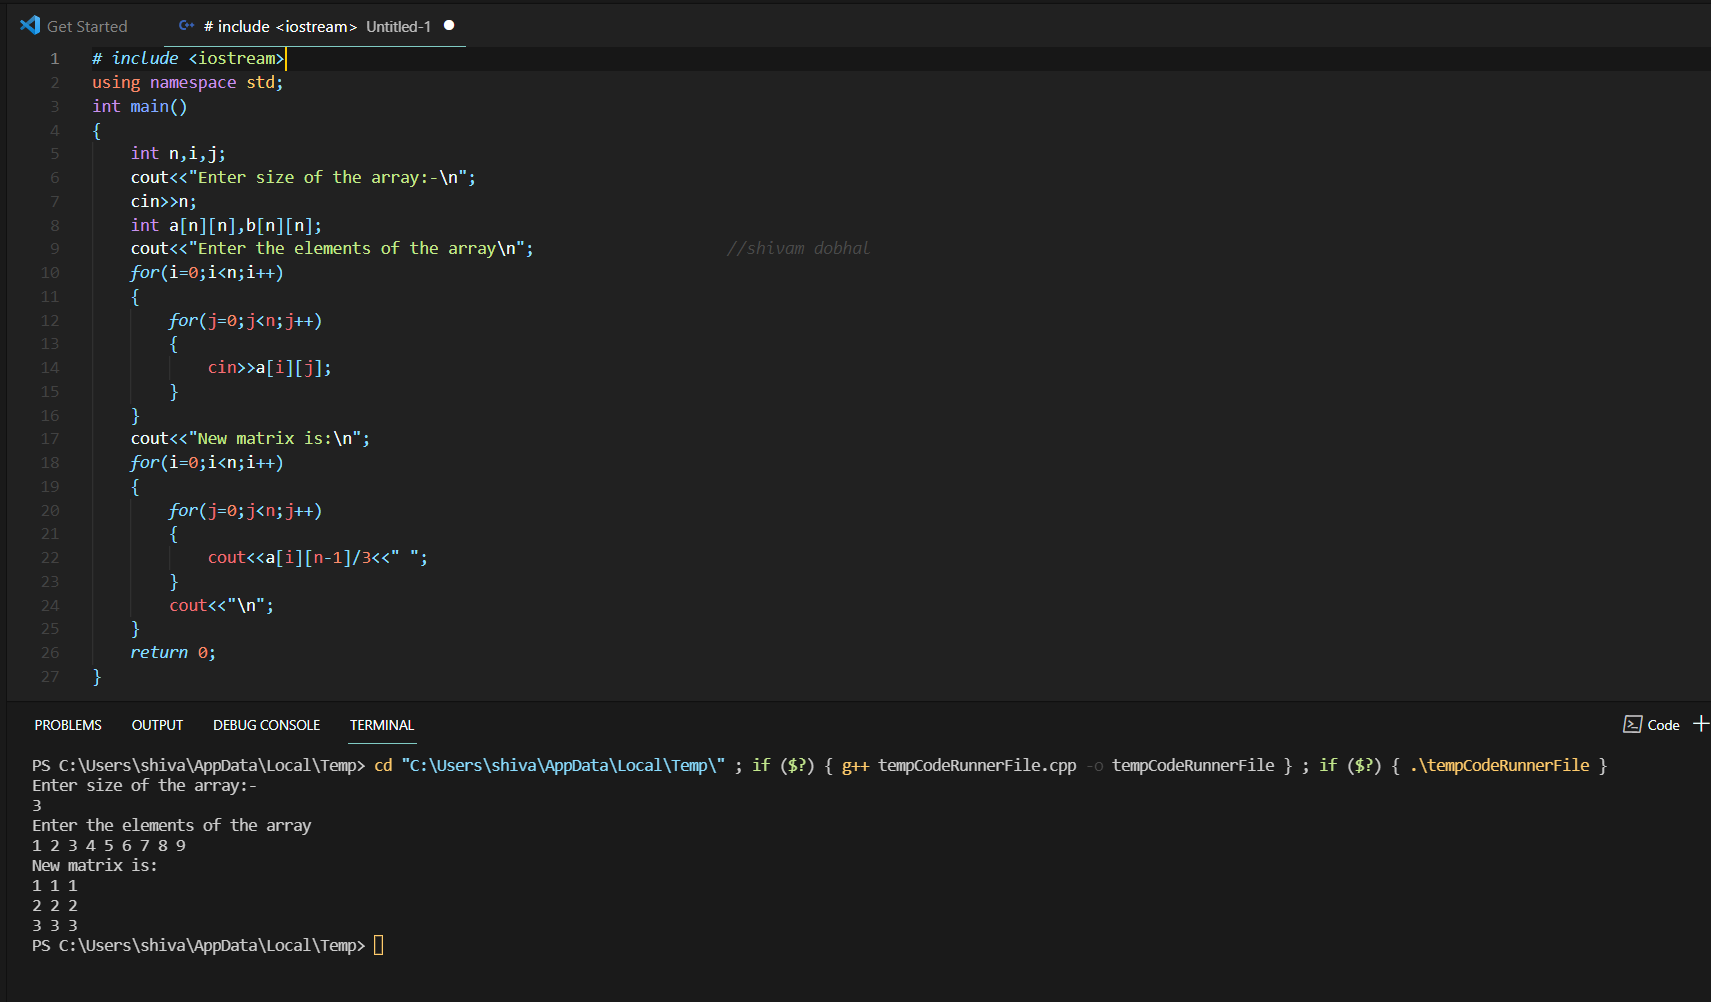 Get Started # include <iostream> Untitled-1
1 # include <iostream>
2 using namespace std;
3 int main()
4 {
5 int n,i,j;
6 cout<<"Enter size of the array:-\n";
7 cin>>n;
8 int a[n][n],b[n][n];
9 cout<<"Enter the elements of the array\n"; //shivam dobhal
10 for(i=0;i<n;i++)
11 {
12 for(j=0;j<n;j++)
13 {
14 cin>>a[i][j];
15 }
16 }
17 cout<<"New matrix is:\n";
18 for(i=0;i<n;i++)
19 {
20 for(j=0;j<n;j++)
21 {
22 cout<<a[i][n-1]/3<<" ";
23 }
24 cout<<"\n";
25 }
26 return 0;
27 }
PROBLEMS OUTPUT DEBUG CONSOLE TERMINAL Code
PS C:\Users\shiva\AppData\Local\Temp> cd "C:\Users\shiva\AppData\Local\Temp\" ; if ($?) { g++ tempCodeRunnerFile.cpp -o tempCodeRunnerFile } ; if ($?) { .\tempCodeRunnerFile }
Enter size of the array:-
3
Enter the elements of the array
1 2 3 4 5 6 7 8 9
New matrix is:
1 1 1
2 2 2
3 3 3
PS C:\Users\shiva\AppData\Local\Temp>